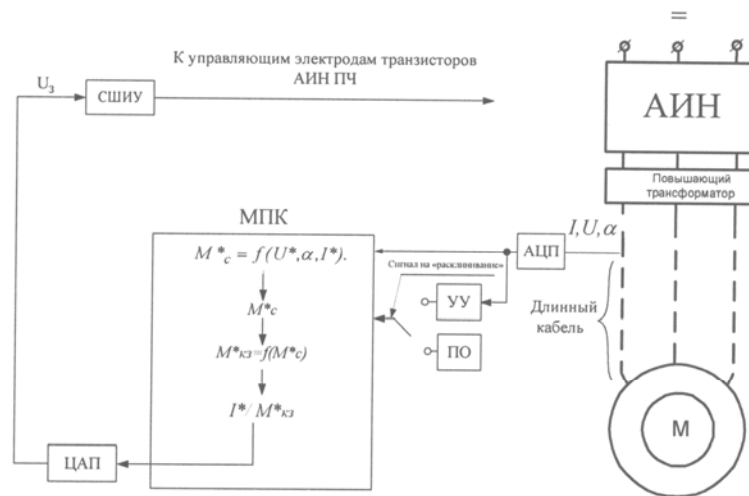 =
К управляющим электродам транзисторов
АИН ПЧ
Uз
СШИУ
АИН
Повышающий
трансформатор
МПК
I, U, α
M*с = f(U*,α, I*).
АЦП
Сигнал на «расклинивание»
M*с
УУ
Длинный
кабель
M*кз=f(M*с)
ПО
I*/ M*кз
М
ЦАП